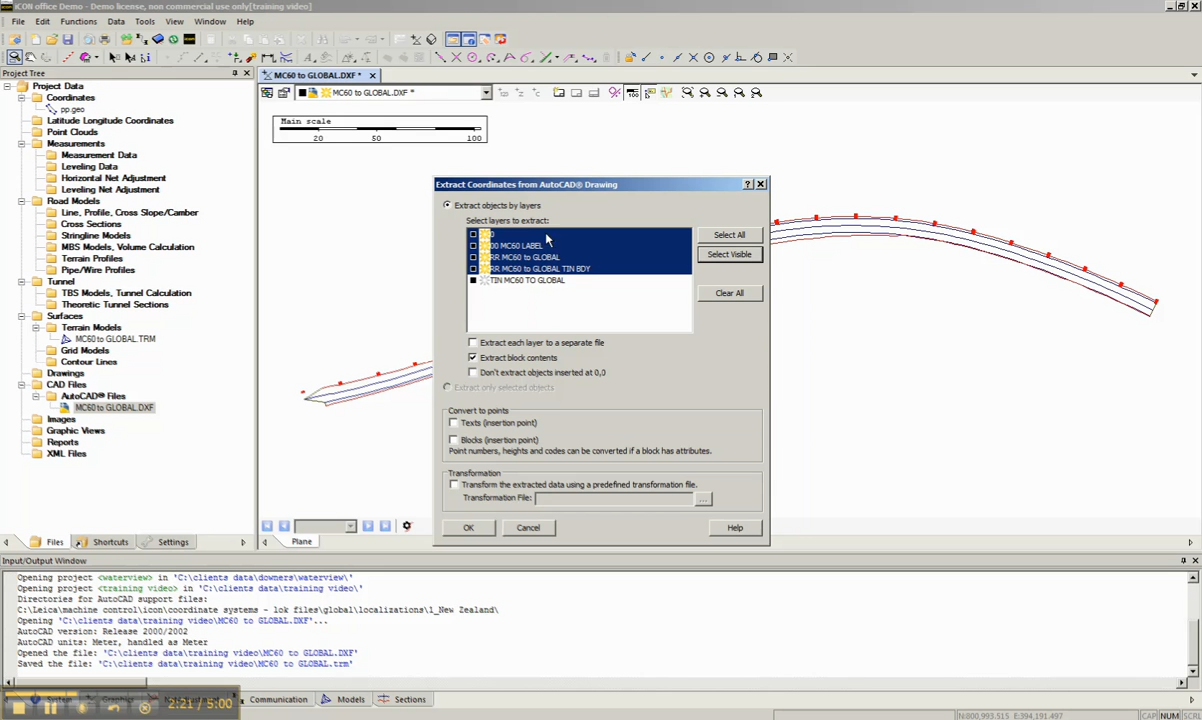 iCON office Demo - Demo license, non commercial use only[training video]
File Edit Functions Data Tools View Window Help
Project Tree
MC60 to GLOBAL.DXF *
MC60 to GLOBAL.DXF *
Project Data
Coordinates
pp.geo
Latitude Longitude Coordinates
Point Clouds
Measurements
Measurement Data
Leveling Data
Horizontal Net Adjustment
Leveling Net Adjustment
Road Models
Line, Profile, Cross Slope/Camber
Cross Sections
Stringline Models
MBS Models, Volume Calculation
Terrain Profiles
Pipe/Wire Profiles
Tunnel
TBS Models, Tunnel Calculation
Theoretic Tunnel Sections
Surfaces
Terrain Models
MC60 to GLOBAL.TRM
Grid Models
Contour Lines
Drawings
CAD Files
AutoCAD® Files
MC60 to GLOBAL.DXF
Images
Graphic Views
Reports
XML Files
Files Shortcuts Settings
Main scale
20 50 100
Extract Coordinates from AutoCAD® Drawing
Extract objects by layers
Select layers to extract:
0
00 MC60 LABEL
RR MC60 to GLOBAL
RR MC60 to GLOBAL TIN BDY
TIN MC60 TO GLOBAL
Select All
Select Visible
Clear All
Extract each layer to a separate file
Extract block contents
Don't extract objects inserted at 0,0
Extract only selected objects
Convert to points
Texts (insertion point)
Blocks (insertion point)
Point numbers, heights and codes can be converted if a block has attributes.
Transformation
Transform the extracted data using a predefined transformation file.
Transformation File: ...
OK Cancel Help
Plane
Input/Output Window
Opening project <waterview> in 'C:\clients data\downers\waterview\'
Opening project <training video> in 'C:\clients data\training video\'
Directories for AutoCAD support files:
C:\Leica\machine control\icon\coordinate systems - lok files\global\localizations\1_New Zealand\
Opening 'C:\clients data\training video\MC60 to GLOBAL.DXF'...
AutoCAD version: Release 2000/2002
AutoCAD units: Meter, handled as Meter
Opened the file: 'C:\clients data\training video\MC60 to GLOBAL.DXF'
Saved the file: 'C:\clients data\training video\MC60 to GLOBAL.trm'
Communication Models Sections
2:21 / 5:00
N:800,993.515 E:394,191.497 CAP NUM SCRL